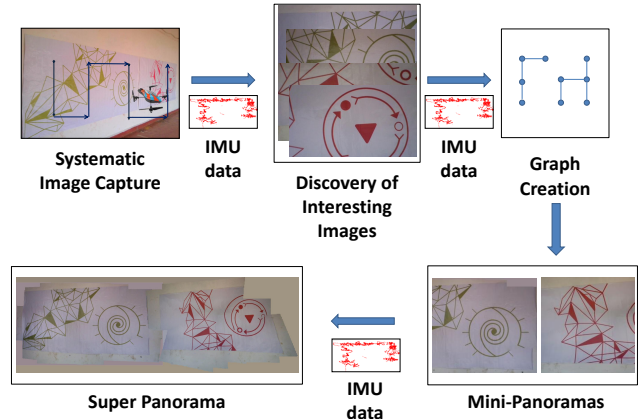 Systematic
Image Capture
IMU
data
Discovery of
Interesting
Images
IMU
data
Graph
Creation
Super Panorama
IMU
data
Mini-Panoramas